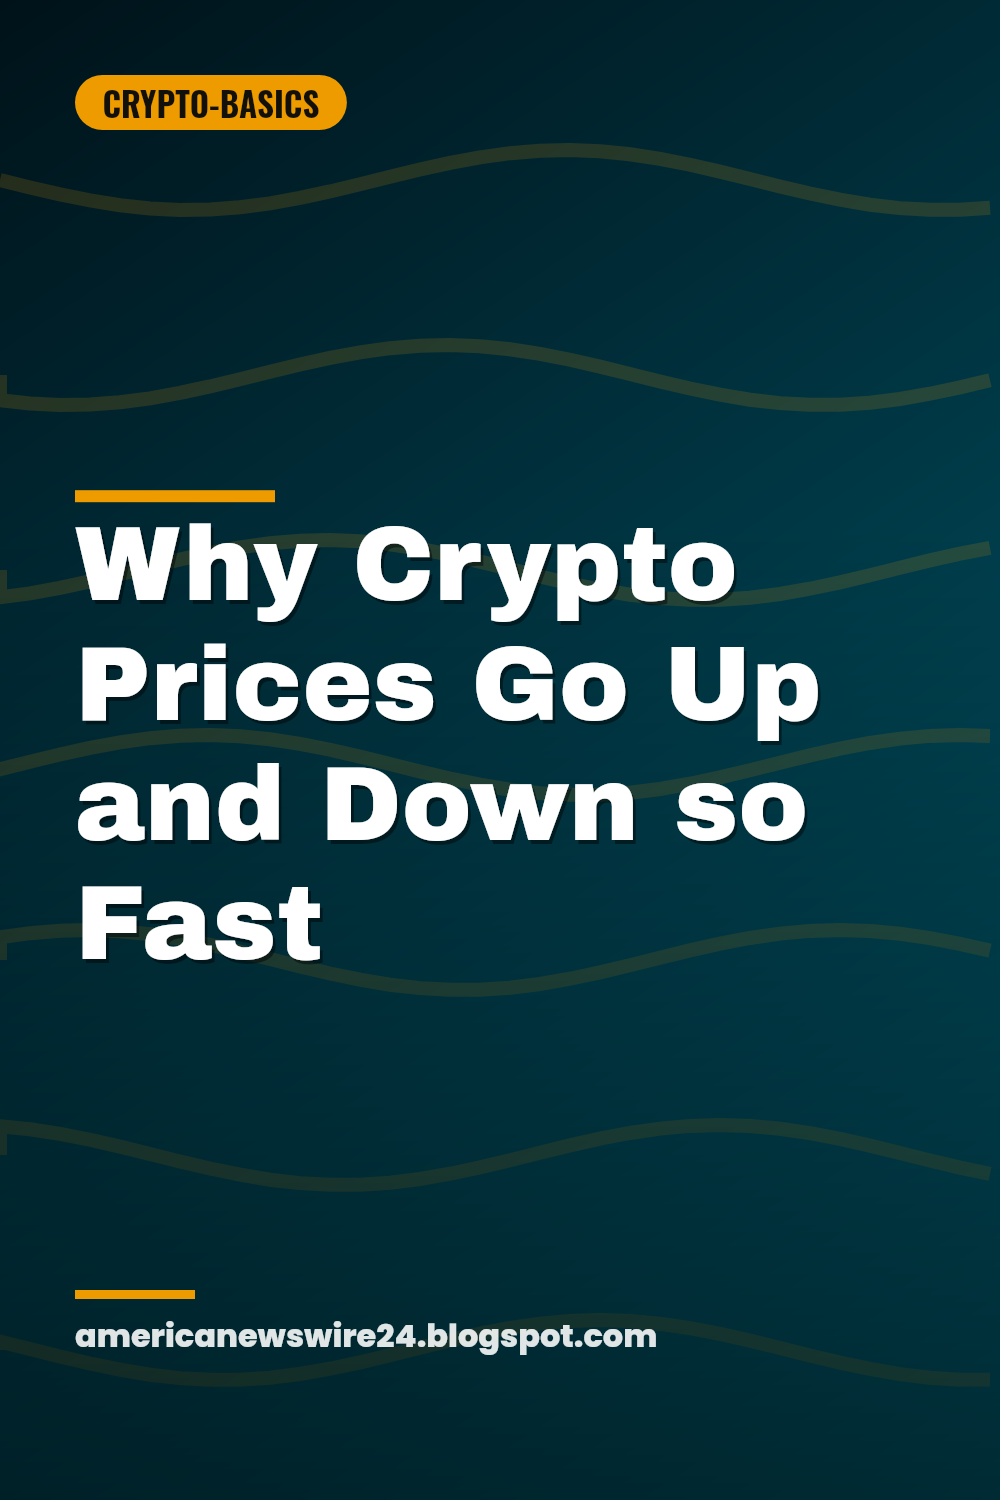 CRYPTO-BASICS
Why Crypto
Prices Go Up
and Down so
Fast
americanewswire24.blogspot.com